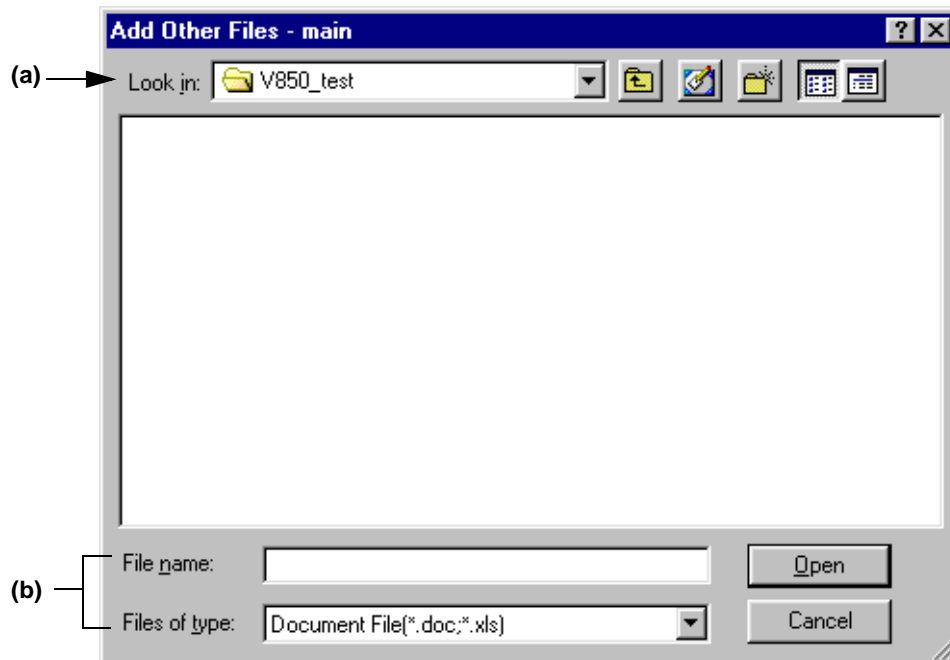 Add Other Files - main
(a)
Look in:
V850_test
File name:
Open
(b)
Files of type:
Document File(*.doc;*.xls)
Cancel